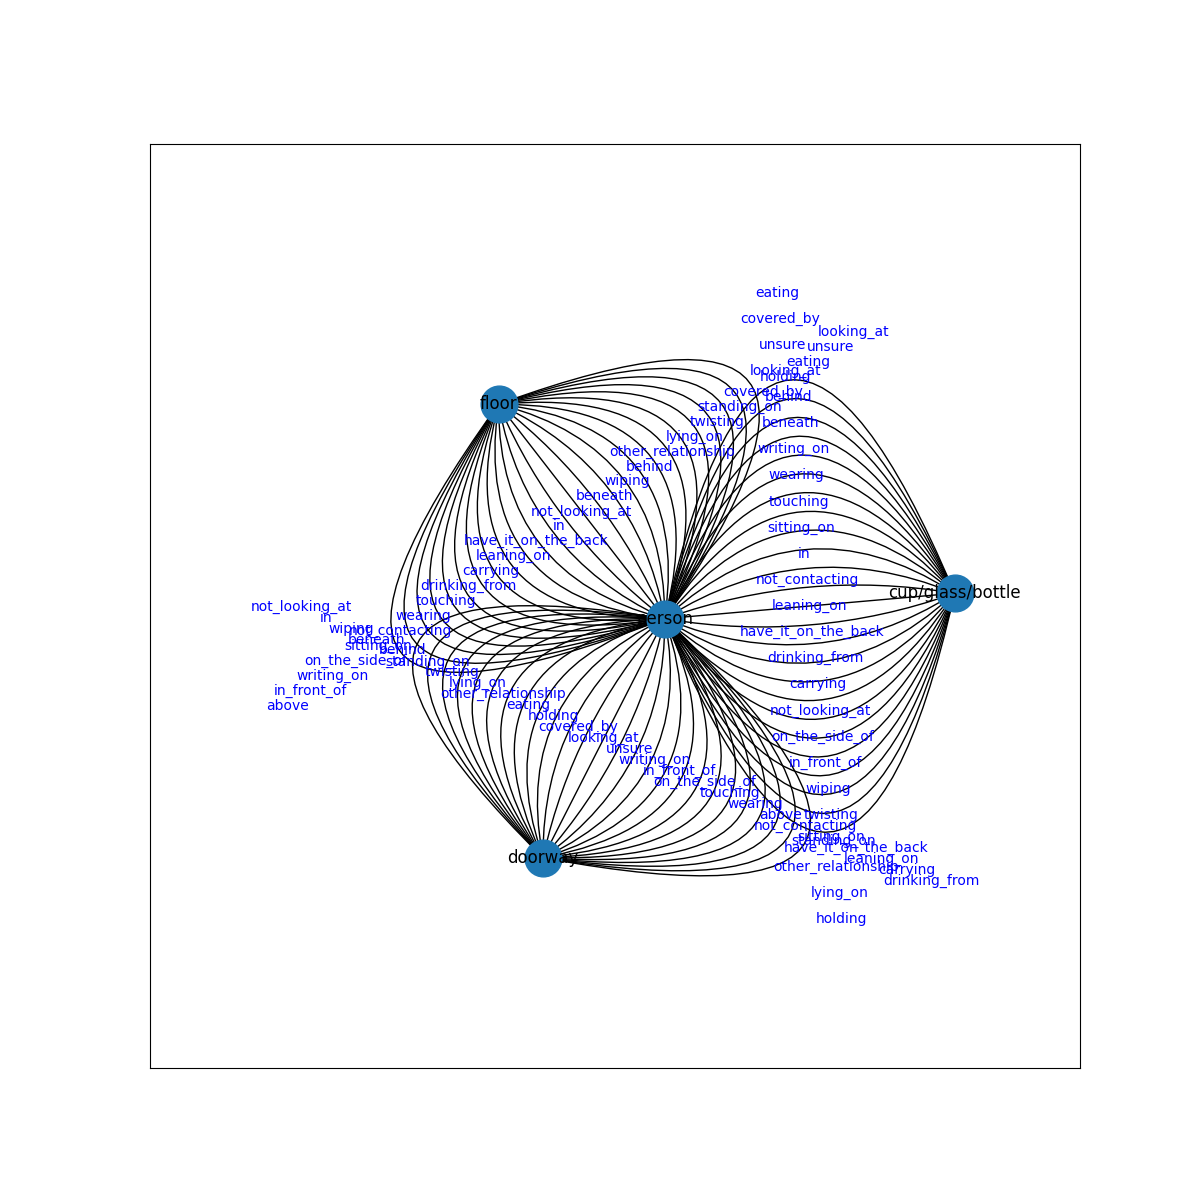 eating
covered_by
looking_at
unsure
unsure
eating
looking_at
holding
covered_by
behind
floor
standing_on
twisting
beneath
lying_on
other_relationship
writing_on
behind
wearing
wiping
beneath
touching
not_looking_at
in
sitting_on
have_it_on_the_back
leaning_on
in
carrying
not_contacting
drinking_from
cup/glass/bottle
touching
leaning_on
not_looking_at
wearing
in
person
wiping
not_contacting
have_it_on_the_back
beneath
sitting_on
behind
drinking_from
on_the_side_of
standing_on
twisting
writing_on
lying_on
carrying
in_front_of
other_relationship
above
eating
not_looking_at
holding
covered_by
looking_at
on_the_side_of
unsure
writing_on
in_front_of
in_front_of
on_the_side_of
wiping
touching
wearing
above
twisting
not_contacting
sitting_on
standing_on
have_it_on_the_back
doorway
leaning_on
other_relationship
carrying
drinking_from
lying_on
holding